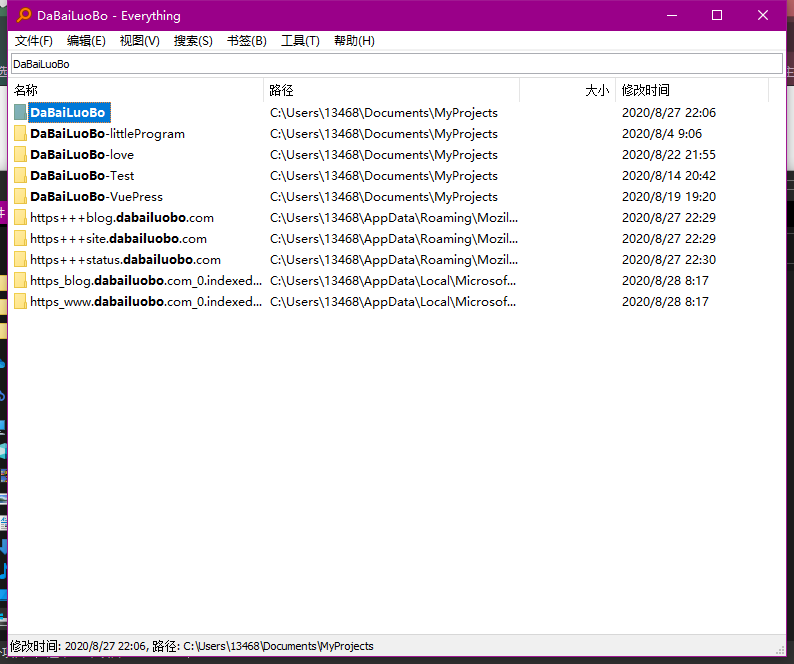 DaBaiLuoBo - Everything
文件(F) 编辑(E) 视图(V) 搜索(S) 书签(B) 工具(T) 帮助(H)
DaBaiLuoBo
名称 路径 大小 修改时间
DaBaiLuoBo C:\Users\13468\Documents\MyProjects 2020/8/27 22:06
DaBaiLuoBo-littleProgram C:\Users\13468\Documents\MyProjects 2020/8/4 9:06
DaBaiLuoBo-love C:\Users\13468\Documents\MyProjects 2020/8/22 21:55
DaBaiLuoBo-Test C:\Users\13468\Documents\MyProjects 2020/8/14 20:42
DaBaiLuoBo-VuePress C:\Users\13468\Documents\MyProjects 2020/8/19 19:20
https+++blog.dabailuobo.com C:\Users\13468\AppData\Roaming\Mozil... 2020/8/27 22:29
https+++site.dabailuobo.com C:\Users\13468\AppData\Roaming\Mozil... 2020/8/27 22:29
https+++status.dabailuobo.com C:\Users\13468\AppData\Roaming\Mozil... 2020/8/27 22:30
https_blog.dabailuobo.com_0.indexed... C:\Users\13468\AppData\Local\Microsof... 2020/8/28 8:17
https_www.dabailuobo.com_0.indexed... C:\Users\13468\AppData\Local\Microsof... 2020/8/28 8:17
修改时间: 2020/8/27 22:06, 路径: C:\Users\13468\Documents\MyProjects